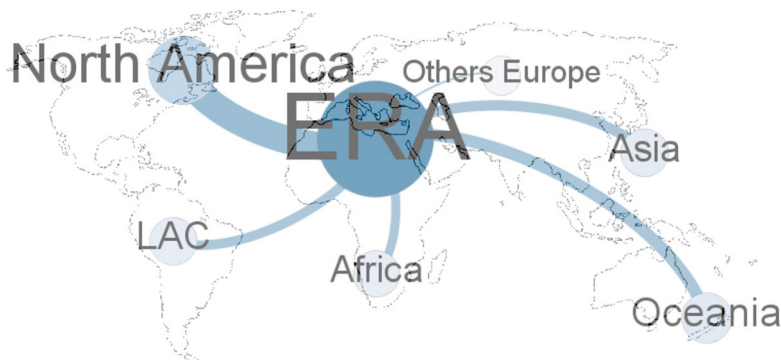 North America
Others Europe
ERA
Asia
LAC
Africa
Oceania